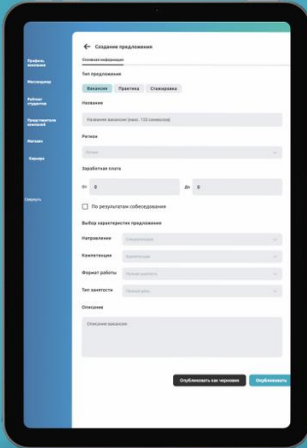 Профиль
компании
Мессенджер
Рейтинг
студентов
Представители
компаний
Магазин
Карьера
Свернуть
← Создание предложения
Основная информация
Тип предложения
Вакансия Практика Стажировка
Название
Название вакансии (макс. 150 символов)
Регион
Регион
Заработная плата
от 0 до 0
По результатам собеседования
Выбор характеристик предложения
Направление
Компетенции
Формат работы
Тип занятости
Описание
Описание вакансии
Опубликовать как черновик Опубликовать